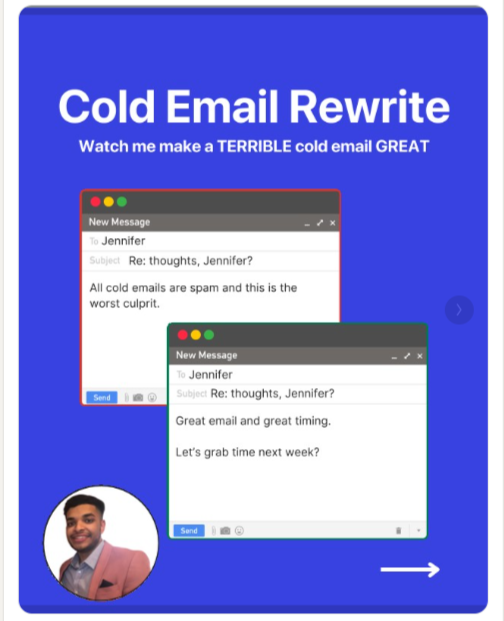 Cold Email Rewrite
Watch me make a TERRIBLE cold email GREAT
New Message
To Jennifer
Subject Re: thoughts, Jennifer?
All cold emails are spam and this is the
worst culprit.
Send
New Message
To Jennifer
Subject Re: thoughts, Jennifer?
Great email and great timing.
Let's grab time next week?
Send